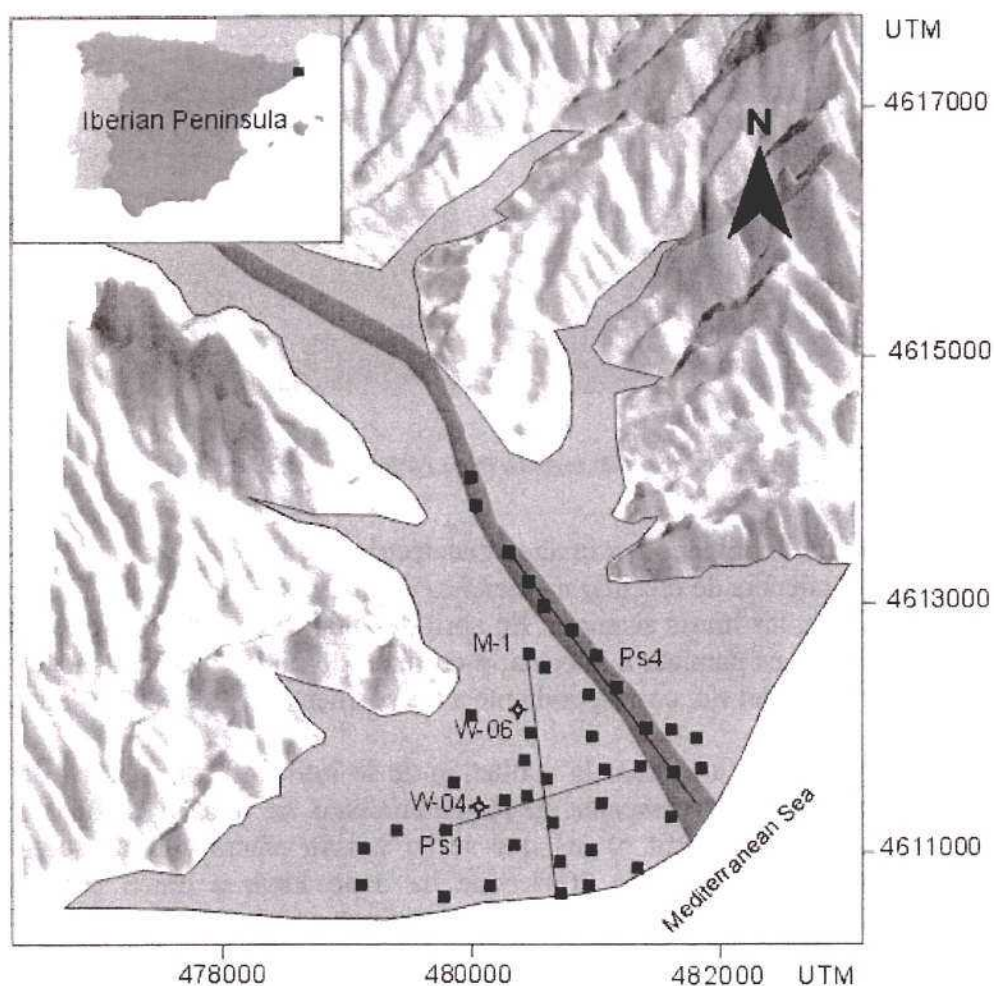 UTM
4617000
Iberian Peninsula
N
4615000
4613000
M-1
Ps4
W-06
W-04
Ps1
4611000
Mediterranean Sea
478000
480000
482000
UTM